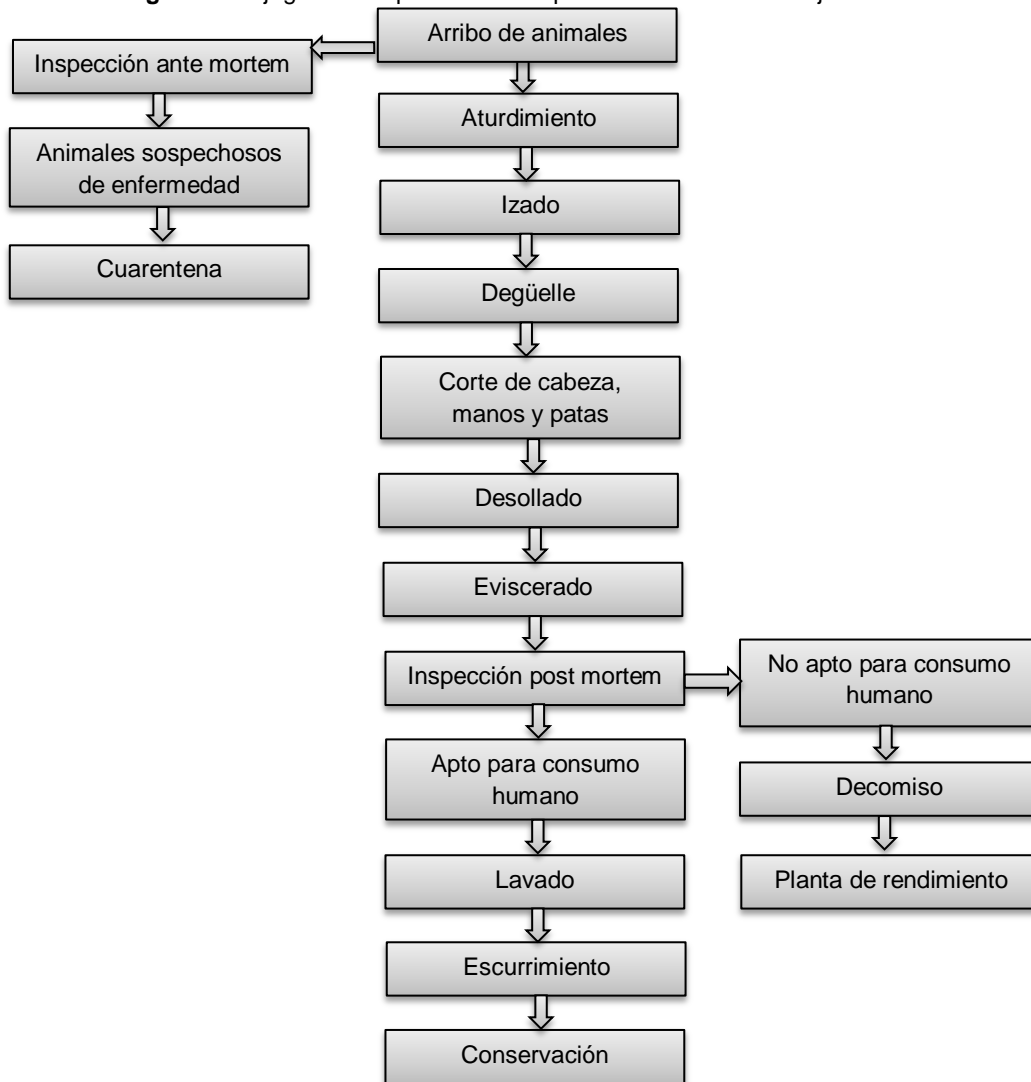 Arribo de animales
Inspección ante mortem
Animales sospechosos
de enfermedad
Cuarentena
Aturdimiento
Izado
Degüelle
Corte de cabeza,
manos y patas
Desollado
Eviscerado
Inspección post mortem
No apto para consumo
humano
Decomiso
Planta de rendimiento
Apto para consumo
humano
Lavado
Escurrimiento
Conservación